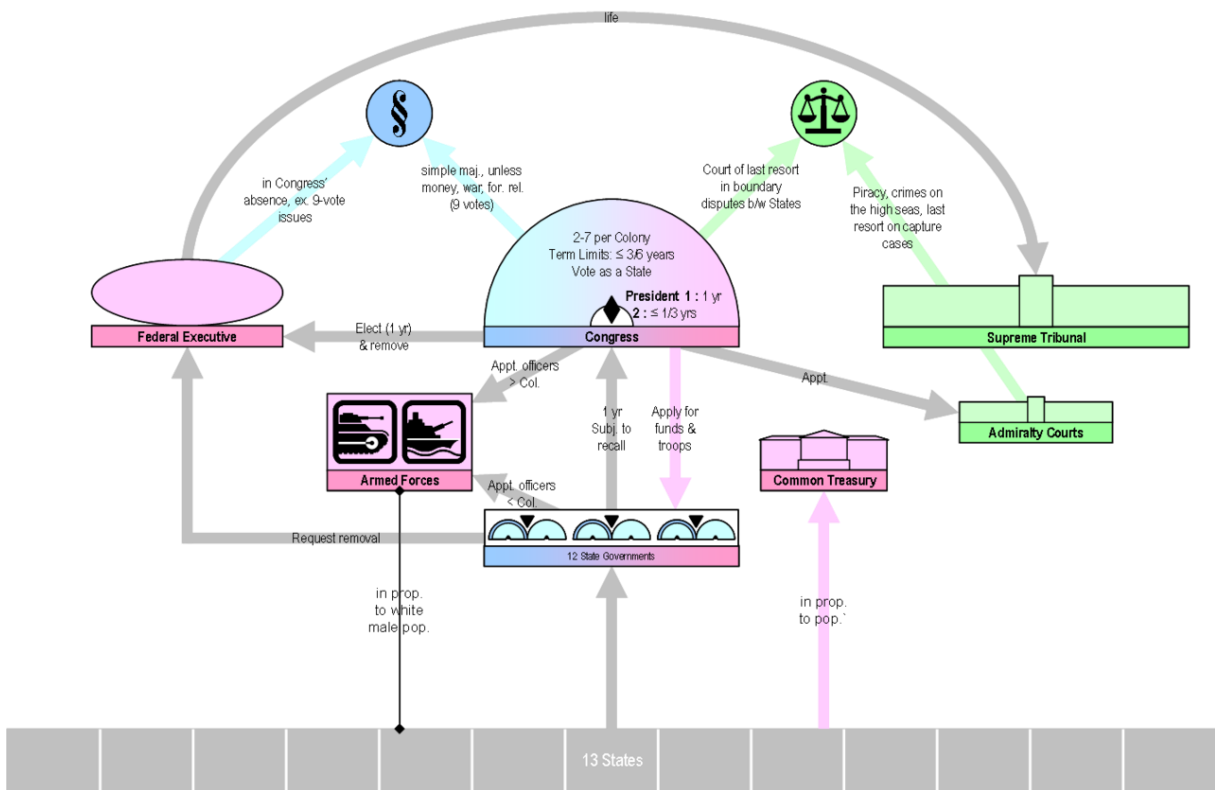 life
§
in Congress'
absence, ex. 9-vote
issues
simple maj., unless
money, war, for. rel.
(9 votes)
Court of last resort
in boundary
disputes b/w States
Piracy, crimes on
the high seas, last
resort on capture
cases
2-7 per Colony
Term Limits: ≤ 3/6 years
Vote as a State
President 1 : 1 yr
2 : ≤ 1/3 yrs
Congress
Federal Executive
Elect (1 yr)
& remove
Supreme Tribunal
Appt. officers
> Col.
Appt.
1 yr
Subj. to
recall
Apply for
funds &
troops
Admiralty Courts
Armed Forces
Common Treasury
Appt. officers
< Col.
Request removal
12 State Governments
in prop.
to white
male pop.
in prop.
to pop.`
13 States